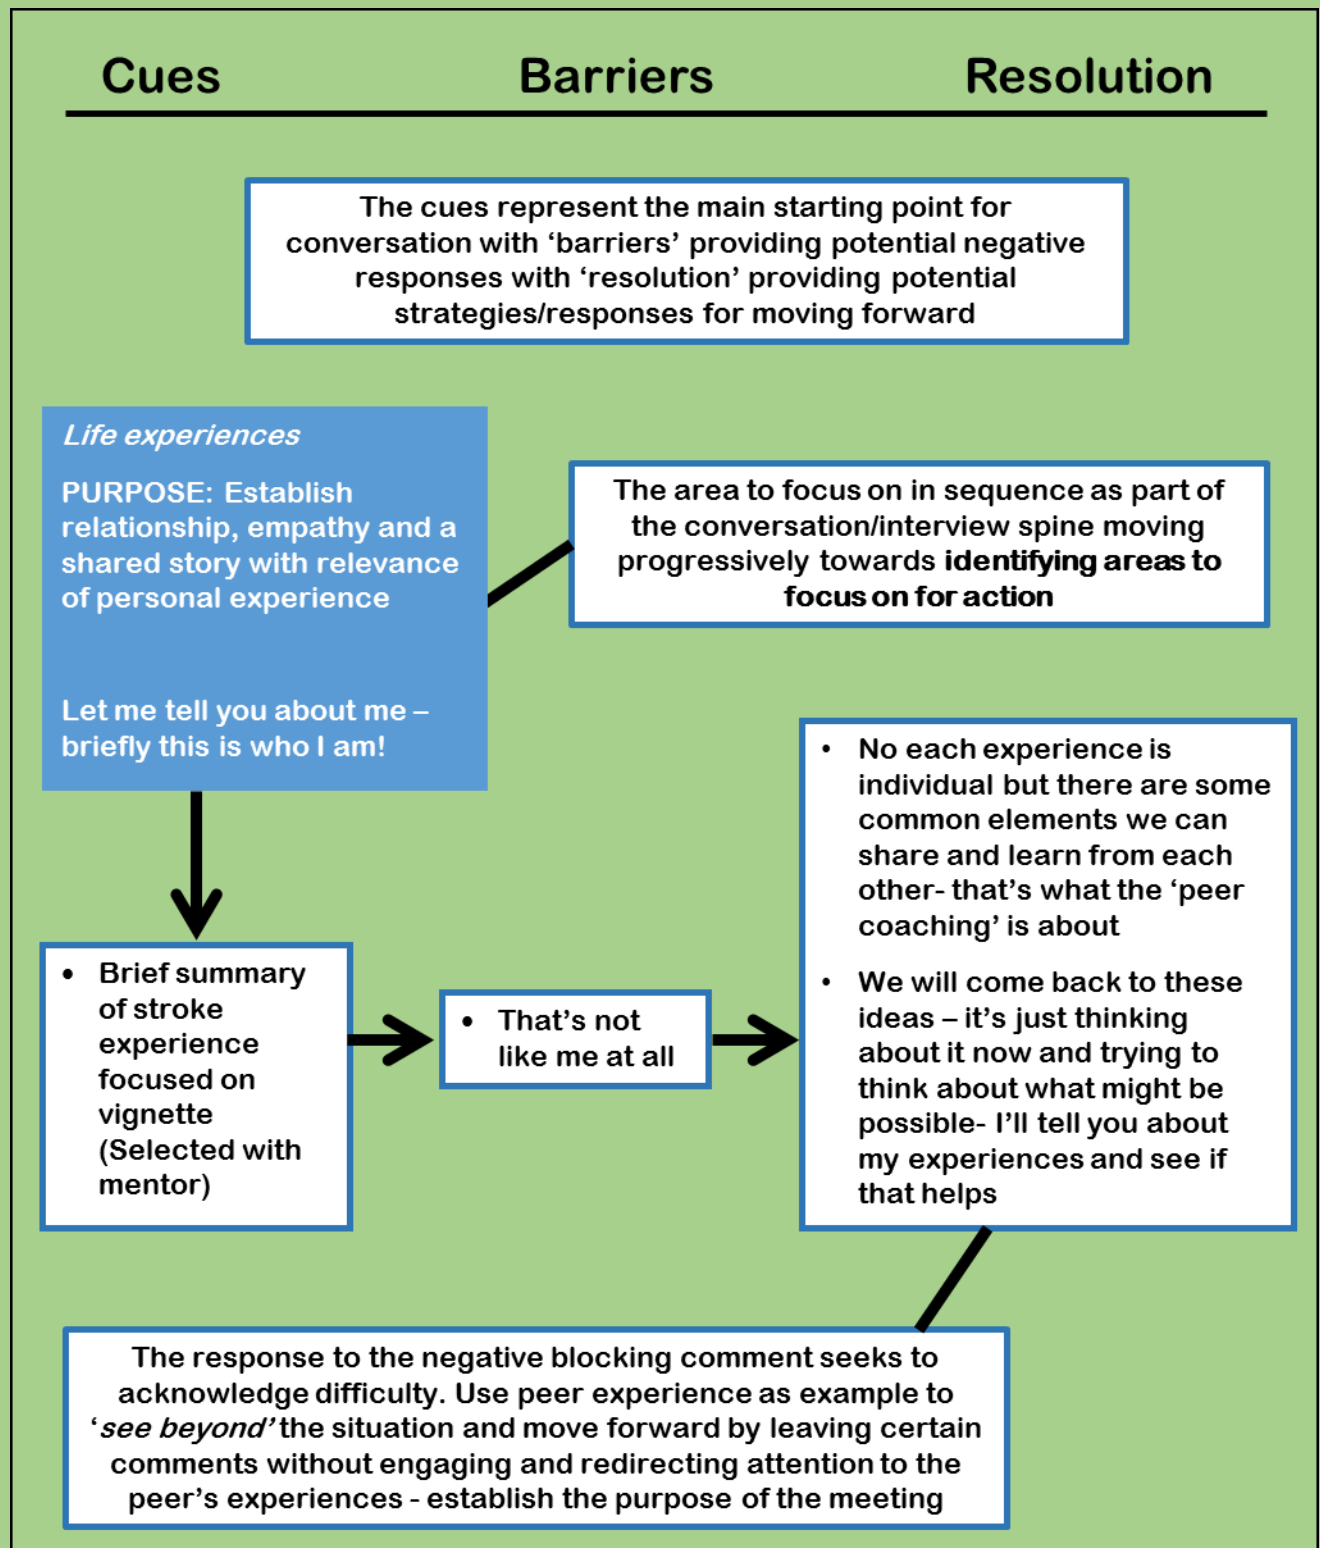 Cues Barriers Resolution
The cues represent the main starting point for
conversation with ‘barriers’ providing potential negative
responses with ‘resolution’ providing potential
strategies/responses for moving forward
Life experiences
PURPOSE: Establish
relationship, empathy and a
shared story with relevance
of personal experience
Let me tell you about me –
briefly this is who I am!
The area to focus on in sequence as part of
the conversation/interview spine moving
progressively towards identifying areas to
focus on for action
• Brief summary
of stroke
experience
focused on
vignette
(Selected with
mentor)
• That’s not
like me at all
• No each experience is
individual but there are some
common elements we can
share and learn from each
other- that’s what the ‘peer
coaching’ is about
• We will come back to these
ideas – it’s just thinking
about it now and trying to
think about what might be
possible- I’ll tell you about
my experiences and see if
that helps
The response to the negative blocking comment seeks to
acknowledge difficulty. Use peer experience as example to
‘see beyond’ the situation and move forward by leaving certain
comments without engaging and redirecting attention to the
peer’s experiences - establish the purpose of the meeting